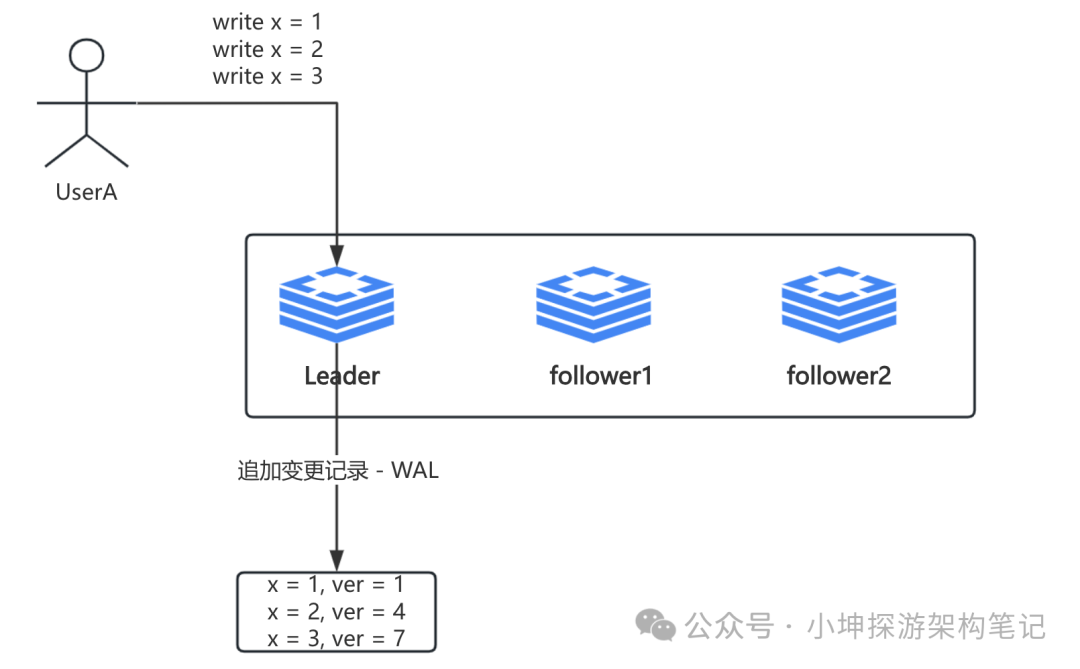 write x = 1
write x = 2
write x = 3
UserA
Leader
follower1
follower2
追加变更记录 - WAL
x = 1, ver = 1
x = 2, ver = 4
x = 3, ver = 7
公众号 · 小坤探游架构笔记